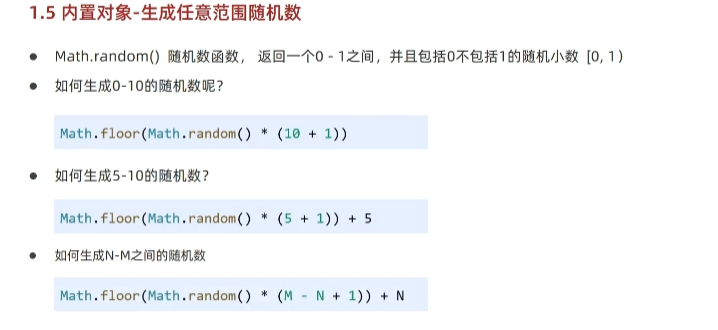 1.5 内置对象-生成任意范围随机数
● Math.random() 随机数函数， 返回一个0 - 1之间，并且包括0不包括1的随机小数 [0, 1）
● 如何生成0-10的随机数呢？
Math.floor(Math.random() * (10 + 1))
● 如何生成5-10的随机数？
Math.floor(Math.random() * (5 + 1)) + 5
● 如何生成N-M之间的随机数
Math.floor(Math.random() * (M - N + 1)) + N